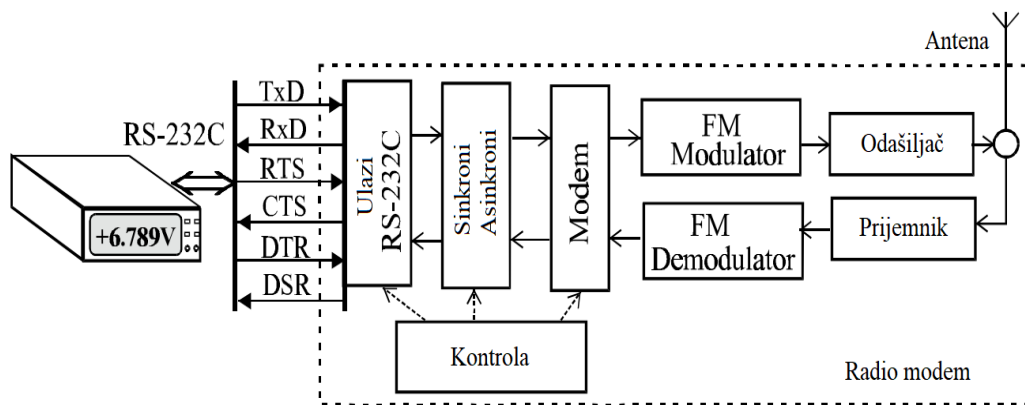 Antena
TxD
RS-232C
RxD
RTS
CTS
DTR
DSR
+6.789V
Ulazi
RS-232C
Sinkroni
Asinkroni
Modem
FM
Modulator
Odašiljač
FM
Demodulator
Prijemnik
Kontrola
Radio modem